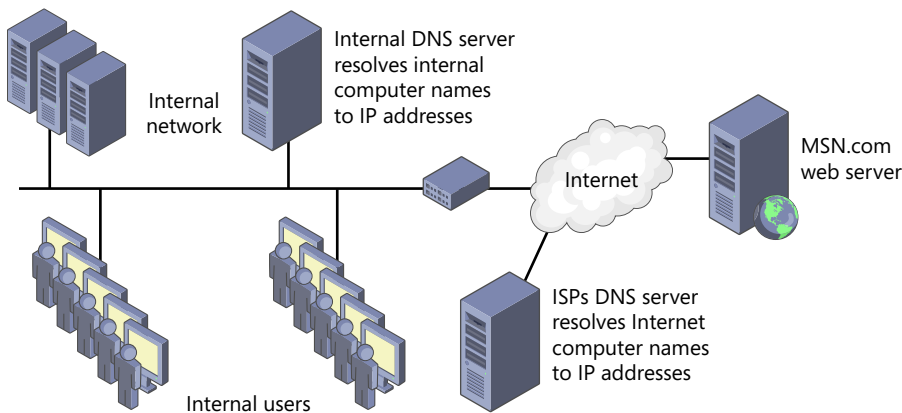 Internal DNS server
resolves internal
computer names
to IP addresses
Internal
network
MSN.com
web server
Internet
ISPs DNS server
resolves Internet
computer names
to IP addresses
Internal users